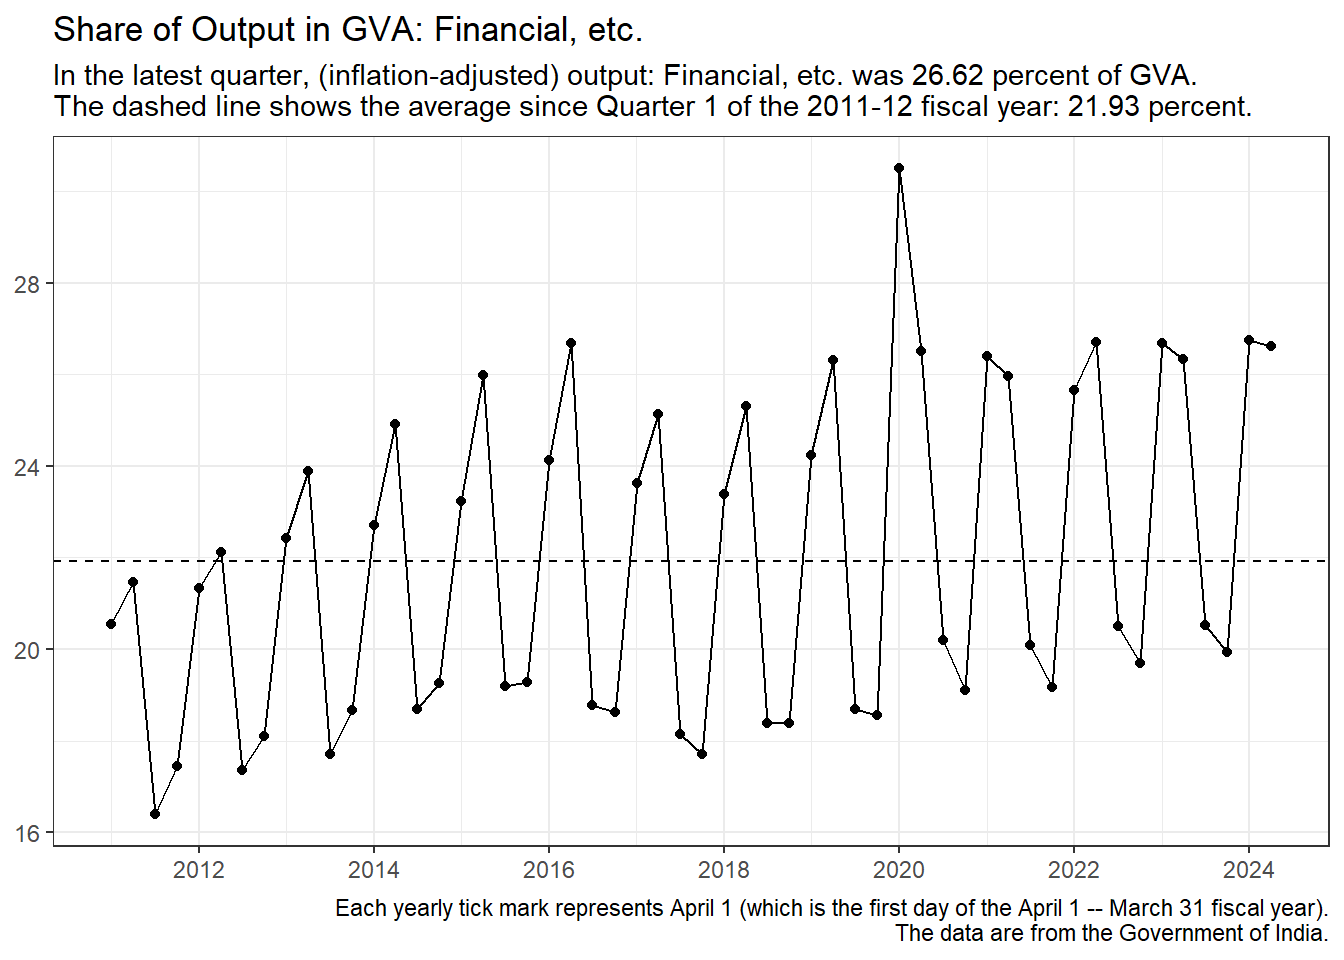 Share of Output in GVA: Financial, etc.
In the latest quarter, (inflation-adjusted) output: Financial, etc. was 26.62 percent of GVA.
The dashed line shows the average since Quarter 1 of the 2011-12 fiscal year: 21.93 percent.
28
24
20
16
2012 2014 2016 2018 2020 2022 2024
Each yearly tick mark represents April 1 (which is the first day of the April 1 -- March 31 fiscal year).
The data are from the Government of India.